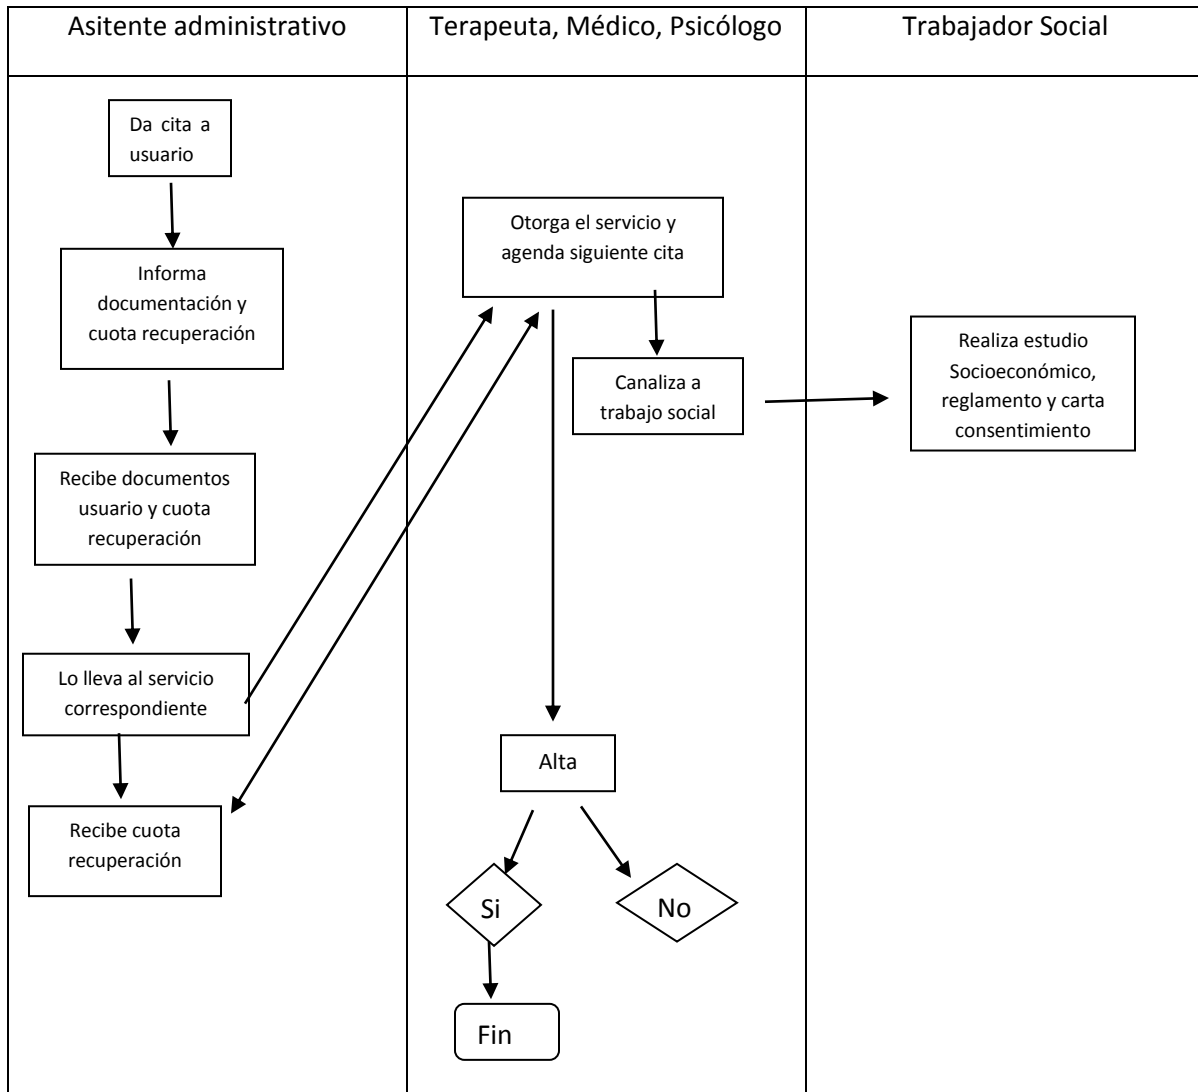 Asitente administrativo
Terapeuta, Médico, Psicólogo
Trabajador Social
Da cita a
usuario
Informa
documentación y
cuota recuperación
Recibe documentos
usuario y cuota
recuperación
Lo lleva al servicio
correspondiente
Recibe cuota
recuperación
Otorga el servicio y
agenda siguiente cita
Canaliza a
trabajo social
Alta
Si
No
Fin
Realiza estudio
Socioeconómico,
reglamento y carta
consentimiento